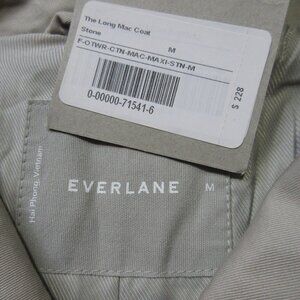 The Long Mac Coat
Stone M
F-OTWR-CTN-MAC-MAXI-STN-M
0-00000-71541-6
$ 228
EVERLANE M
Hai Phong, Vietnam